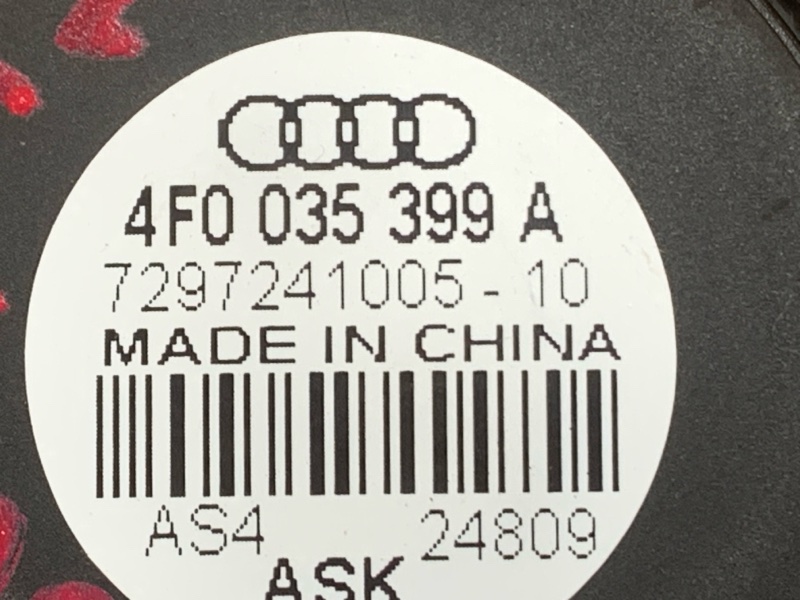 4F0 035 399 A
7297241005 - 10
MADE IN CHINA
AS4 24809
ASK